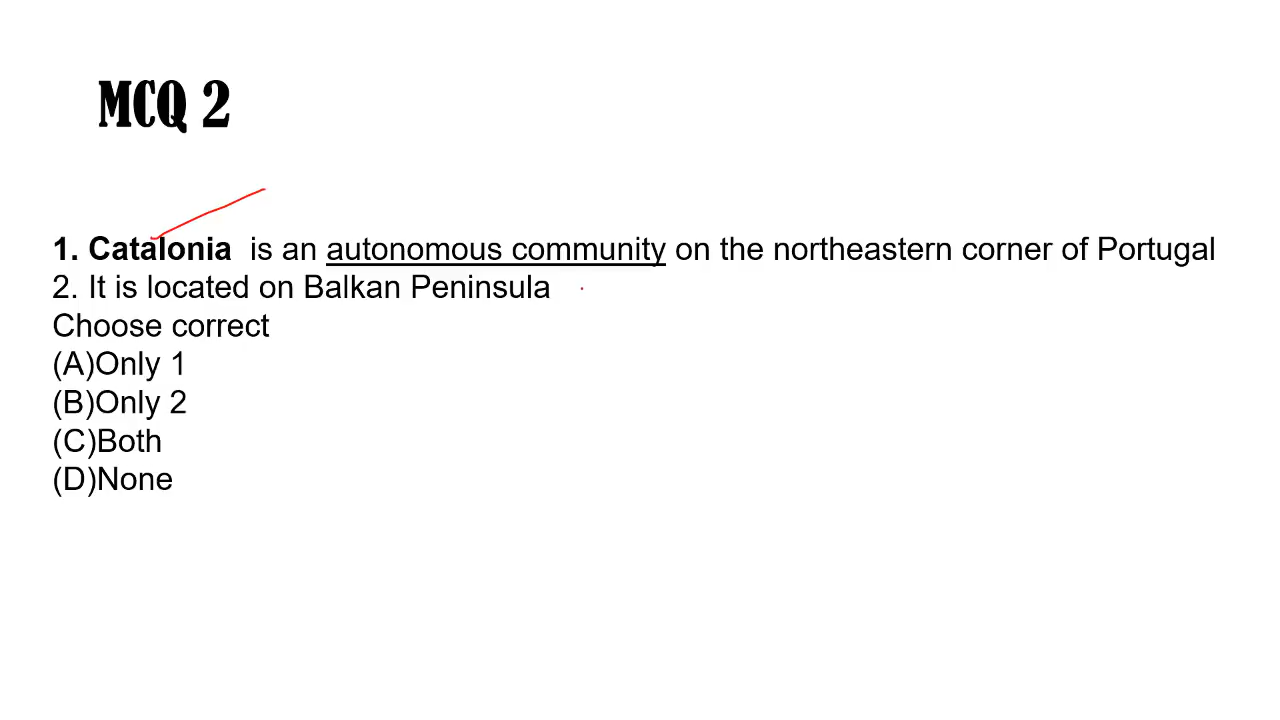 MCQ 2
1. Catalonia is an autonomous community on the northeastern corner of Portugal
2. It is located on Balkan Peninsula
Choose correct
(A)Only 1
(B)Only 2
(C)Both
(D)None